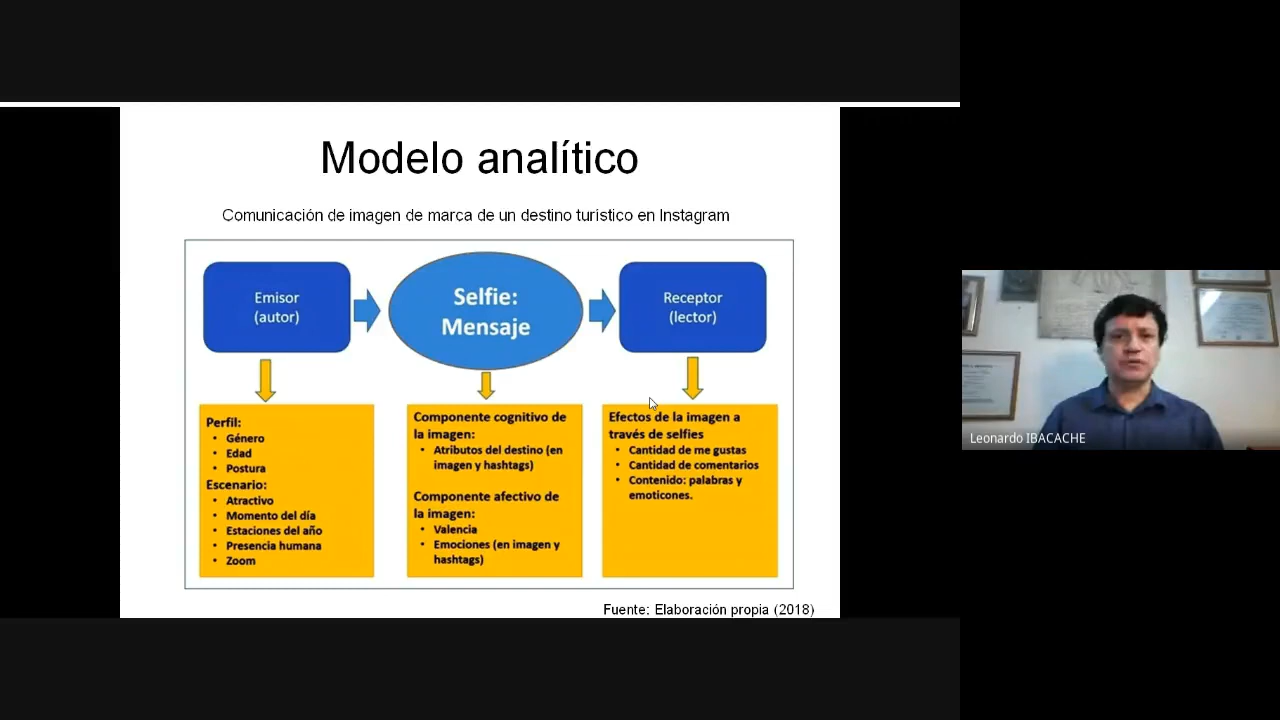 Modelo analítico
Comunicación de imagen de marca de un destino turístico en Instagram
Emisor
(autor)
Selfie:
Mensaje
Receptor
(lector)
Perfil:
• Género
• Edad
• Postura
Escenario:
• Atractivo
• Momento del día
• Estaciones del año
• Presencia humana
• Zoom
Componente cognitivo de
la imagen:
• Atributos del destino (en
imagen y hashtags)
Componente afectivo de
la imagen:
• Valencia
• Emociones (en imagen y
hashtags)
Efectos de la imagen a
través de selfies
• Cantidad de me gustas
• Cantidad de comentarios
• Contenido: palabras y
emoticones.
Fuente: Elaboración propia (2018)
Leonardo IBACACHE